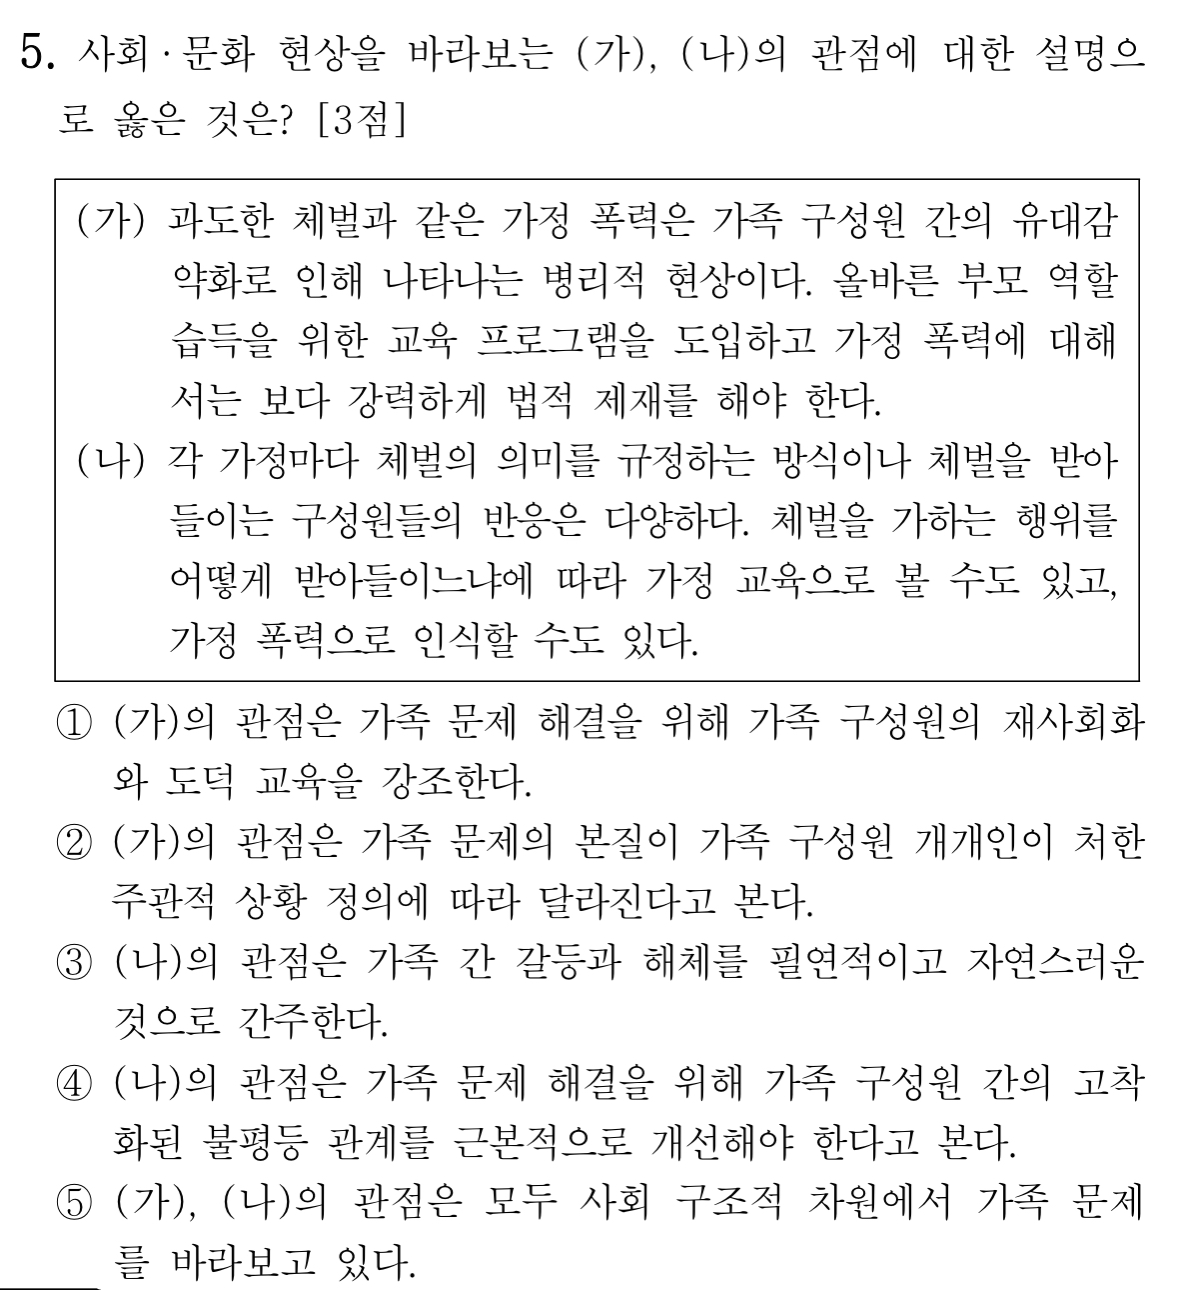 5. 사회·문화 현상을 바라보는 (가), (나)의 관점에 대한 설명으
로 옳은 것은? [3점]
(가) 과도한 체벌과 같은 가정 폭력은 가족 구성원 간의 유대감
약화로 인해 나타나는 병리적 현상이다. 올바른 부모 역할
습득을 위한 교육 프로그램을 도입하고 가정 폭력에 대해
서는 보다 강력하게 법적 제재를 해야 한다.
(나) 각 가정마다 체벌의 의미를 규정하는 방식이나 체벌을 받아
들이는 구성원들의 반응은 다양하다. 체벌을 가하는 행위를
어떻게 받아들이느냐에 따라 가정 교육으로 볼 수도 있고,
가정 폭력으로 인식할 수도 있다.
① (가)의 관점은 가족 문제 해결을 위해 가족 구성원의 재사회화
와 도덕 교육을 강조한다.
② (가)의 관점은 가족 문제의 본질이 가족 구성원 개개인이 처한
주관적 상황 정의에 따라 달라진다고 본다.
③ (나)의 관점은 가족 간 갈등과 해체를 필연적이고 자연스러운
것으로 간주한다.
④ (나)의 관점은 가족 문제 해결을 위해 가족 구성원 간의 고착
화된 불평등 관계를 근본적으로 개선해야 한다고 본다.
⑤ (가), (나)의 관점은 모두 사회 구조적 차원에서 가족 문제
를 바라보고 있다.